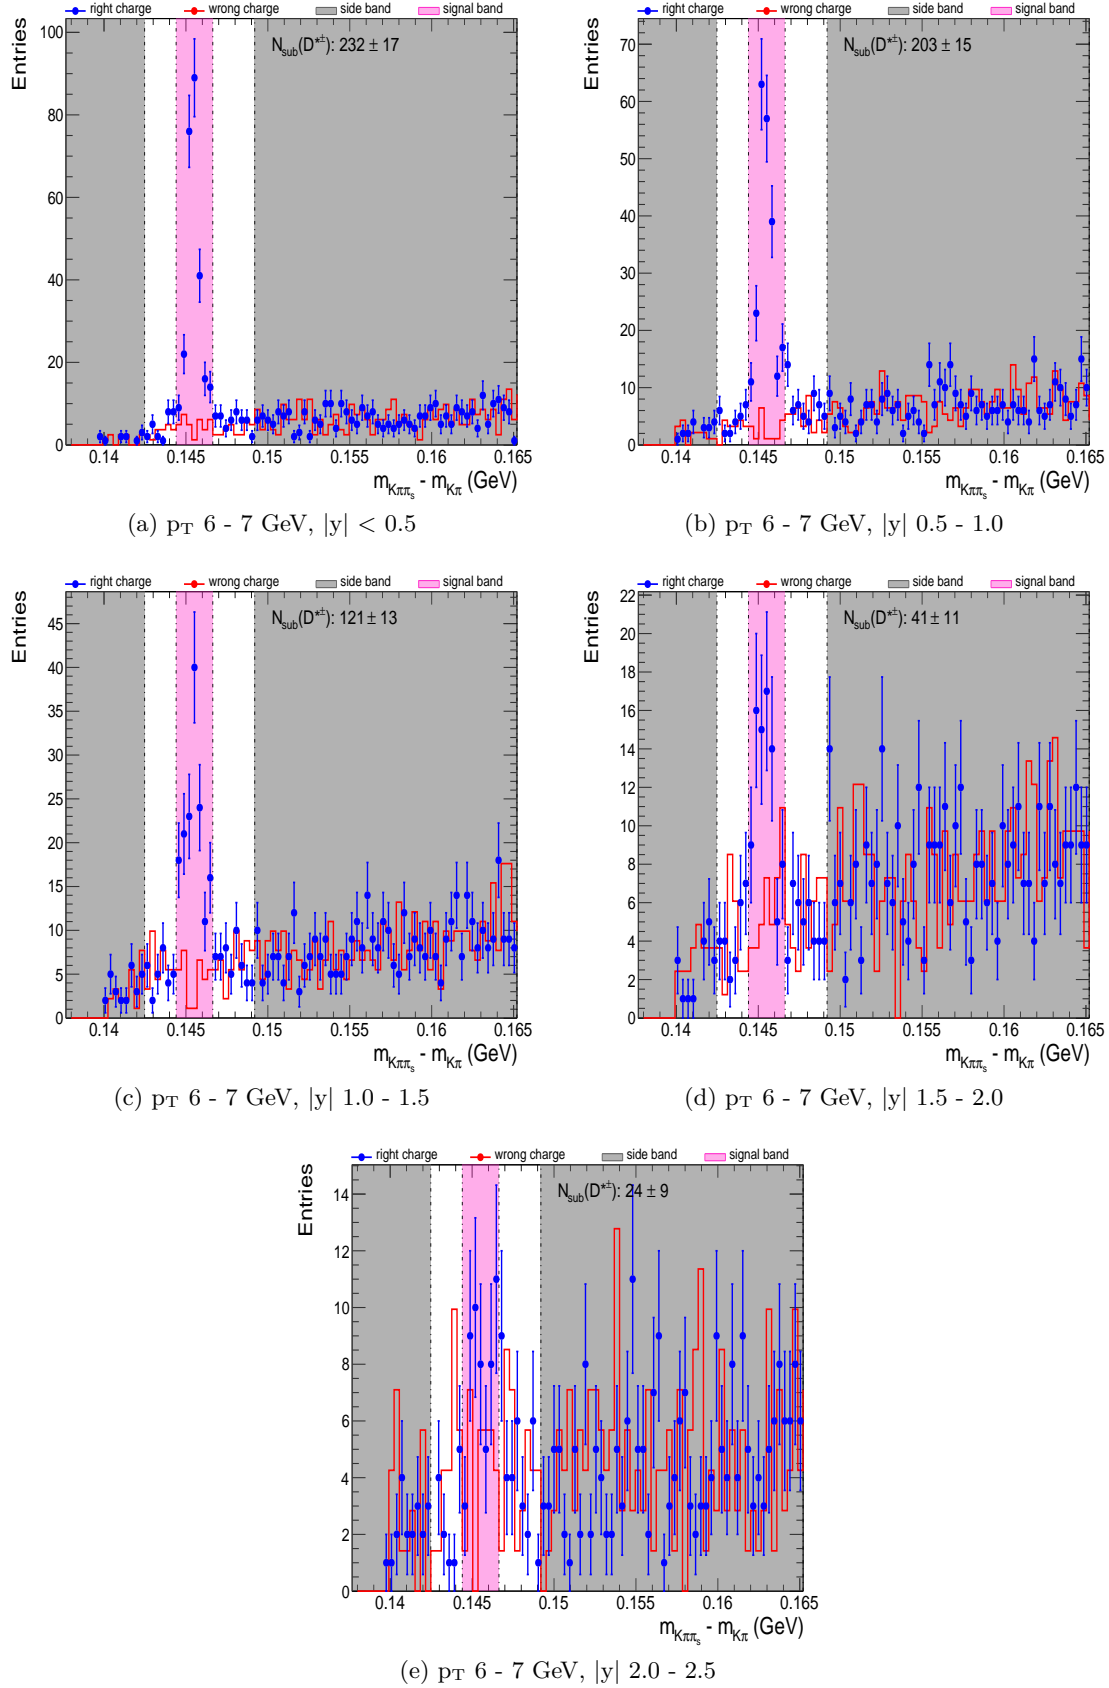 right charge wrong charge side band signal band
Entries
N_sub(D*±): 232 ± 17
100
80
60
40
20
0
0.14 0.145 0.15 0.155 0.16 0.165
m_Kππ_s - m_Kπ (GeV)
(a) p_T 6 - 7 GeV, |y| < 0.5
right charge wrong charge side band signal band
Entries
N_sub(D*±): 203 ± 15
70
60
50
40
30
20
10
0
0.14 0.145 0.15 0.155 0.16 0.165
m_Kππ_s - m_Kπ (GeV)
(b) p_T 6 - 7 GeV, |y| 0.5 - 1.0
right charge wrong charge side band signal band
Entries
N_sub(D*±): 121 ± 13
45
40
35
30
25
20
15
10
5
0
0.14 0.145 0.15 0.155 0.16 0.165
m_Kππ_s - m_Kπ (GeV)
(c) p_T 6 - 7 GeV, |y| 1.0 - 1.5
right charge wrong charge side band signal band
Entries
N_sub(D*±): 41 ± 11
22
20
18
16
14
12
10
8
6
4
2
0
0.14 0.145 0.15 0.155 0.16 0.165
m_Kππ_s - m_Kπ (GeV)
(d) p_T 6 - 7 GeV, |y| 1.5 - 2.0
right charge wrong charge side band signal band
Entries
N_sub(D*±): 24 ± 9
14
12
10
8
6
4
2
0
0.14 0.145 0.15 0.155 0.16 0.165
m_Kππ_s - m_Kπ (GeV)
(e) p_T 6 - 7 GeV, |y| 2.0 - 2.5